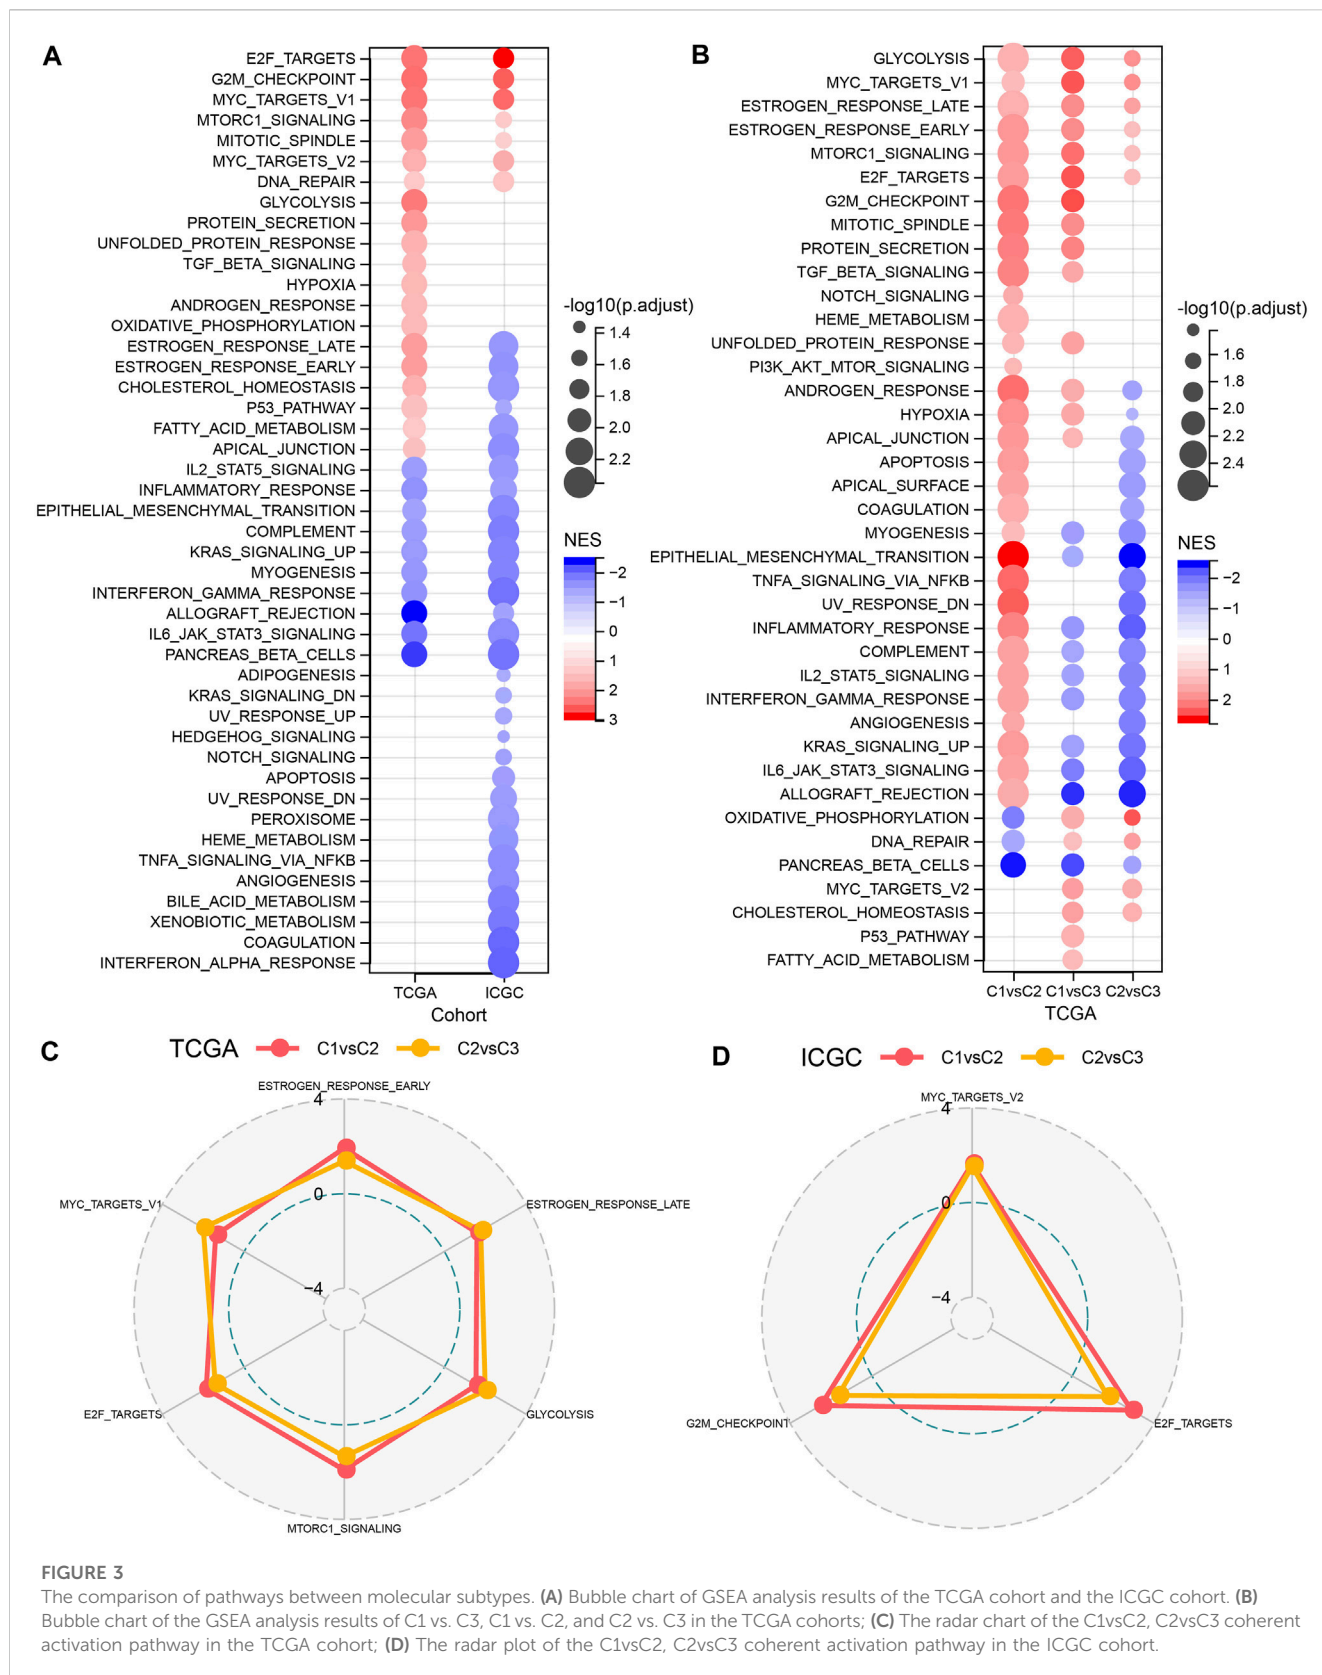 A
E2F_TARGETS
G2M_CHECKPOINT
MYC_TARGETS_V1
MTORC1_SIGNALING
MITOTIC_SPINDLE
MYC_TARGETS_V2
DNA_REPAIR
GLYCOLYSIS
PROTEIN_SECRETION
UNFOLDED_PROTEIN_RESPONSE
TGF_BETA_SIGNALING
HYPOXIA
ANDROGEN_RESPONSE
OXIDATIVE_PHOSPHORYLATION
ESTROGEN_RESPONSE_LATE
ESTROGEN_RESPONSE_EARLY
CHOLESTEROL_HOMEOSTASIS
P53_PATHWAY
FATTY_ACID_METABOLISM
APICAL_JUNCTION
IL2_STAT5_SIGNALING
INFLAMMATORY_RESPONSE
EPITHELIAL_MESENCHYMAL_TRANSITION
COMPLEMENT
KRAS_SIGNALING_UP
MYOGENESIS
INTERFERON_GAMMA_RESPONSE
ALLOGRAFT_REJECTION
IL6_JAK_STAT3_SIGNALING
PANCREAS_BETA_CELLS
ADIPOGENESIS
KRAS_SIGNALING_DN
UV_RESPONSE_UP
HEDGEHOG_SIGNALING
NOTCH_SIGNALING
APOPTOSIS
UV_RESPONSE_DN
PEROXISOME
HEME_METABOLISM
TNFA_SIGNALING_VIA_NFKB
ANGIOGENESIS
BILE_ACID_METABOLISM
XENOBIOTIC_METABOLISM
COAGULATION
INTERFERON_ALPHA_RESPONSE
TCGA ICGC
Cohort
-log10(p.adjust)
1.4
1.6
1.8
2.0
2.2
NES
−2
−1
0
1
2
3
B
GLYCOLYSIS
MYC_TARGETS_V1
ESTROGEN_RESPONSE_LATE
ESTROGEN_RESPONSE_EARLY
MTORC1_SIGNALING
E2F_TARGETS
G2M_CHECKPOINT
MITOTIC_SPINDLE
PROTEIN_SECRETION
TGF_BETA_SIGNALING
NOTCH_SIGNALING
HEME_METABOLISM
UNFOLDED_PROTEIN_RESPONSE
PI3K_AKT_MTOR_SIGNALING
ANDROGEN_RESPONSE
HYPOXIA
APICAL_JUNCTION
APOPTOSIS
APICAL_SURFACE
COAGULATION
MYOGENESIS
EPITHELIAL_MESENCHYMAL_TRANSITION
TNFA_SIGNALING_VIA_NFKB
UV_RESPONSE_DN
INFLAMMATORY_RESPONSE
COMPLEMENT
IL2_STAT5_SIGNALING
INTERFERON_GAMMA_RESPONSE
ANGIOGENESIS
KRAS_SIGNALING_UP
IL6_JAK_STAT3_SIGNALING
ALLOGRAFT_REJECTION
OXIDATIVE_PHOSPHORYLATION
DNA_REPAIR
PANCREAS_BETA_CELLS
MYC_TARGETS_V2
CHOLESTEROL_HOMEOSTASIS
P53_PATHWAY
FATTY_ACID_METABOLISM
C1vsC2 C1vsC3 C2vsC3
TCGA
-log10(p.adjust)
1.6
1.8
2.0
2.2
2.4
NES
−2
−1
0
1
2
C
TCGA C1vsC2 C2vsC3
ESTROGEN_RESPONSE_EARLY
4
0
−4
MYC_TARGETS_V1
ESTROGEN_RESPONSE_LATE
E2F_TARGETS
GLYCOLYSIS
MTORC1_SIGNALING
D
ICGC C1vsC2 C2vsC3
MYC_TARGETS_V2
4
0
−4
G2M_CHECKPOINT
E2F_TARGETS
FIGURE 3
The comparison of pathways between molecular subtypes. (A) Bubble chart of GSEA analysis results of the TCGA cohort and the ICGC cohort. (B)
Bubble chart of the GSEA analysis results of C1 vs. C3, C1 vs. C2, and C2 vs. C3 in the TCGA cohorts; (C) The radar chart of the C1vsC2, C2vsC3 coherent
activation pathway in the TCGA cohort; (D) The radar plot of the C1vsC2, C2vsC3 coherent activation pathway in the ICGC cohort.